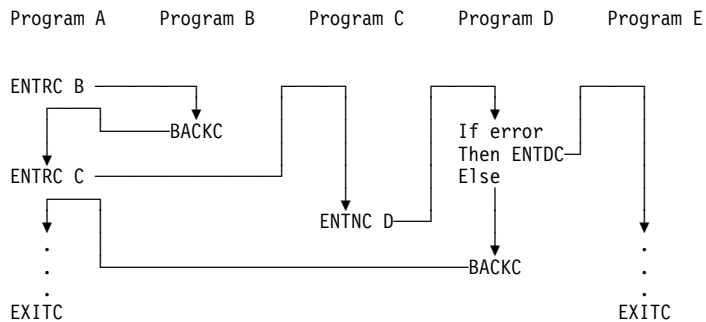 Program A Program B Program C Program D Program E
ENTRC B
BACKC If error
Then ENTDC
ENTRC C Else
ENTNC D
.
. BACKC
. .
. .
.
EXITC EXITC